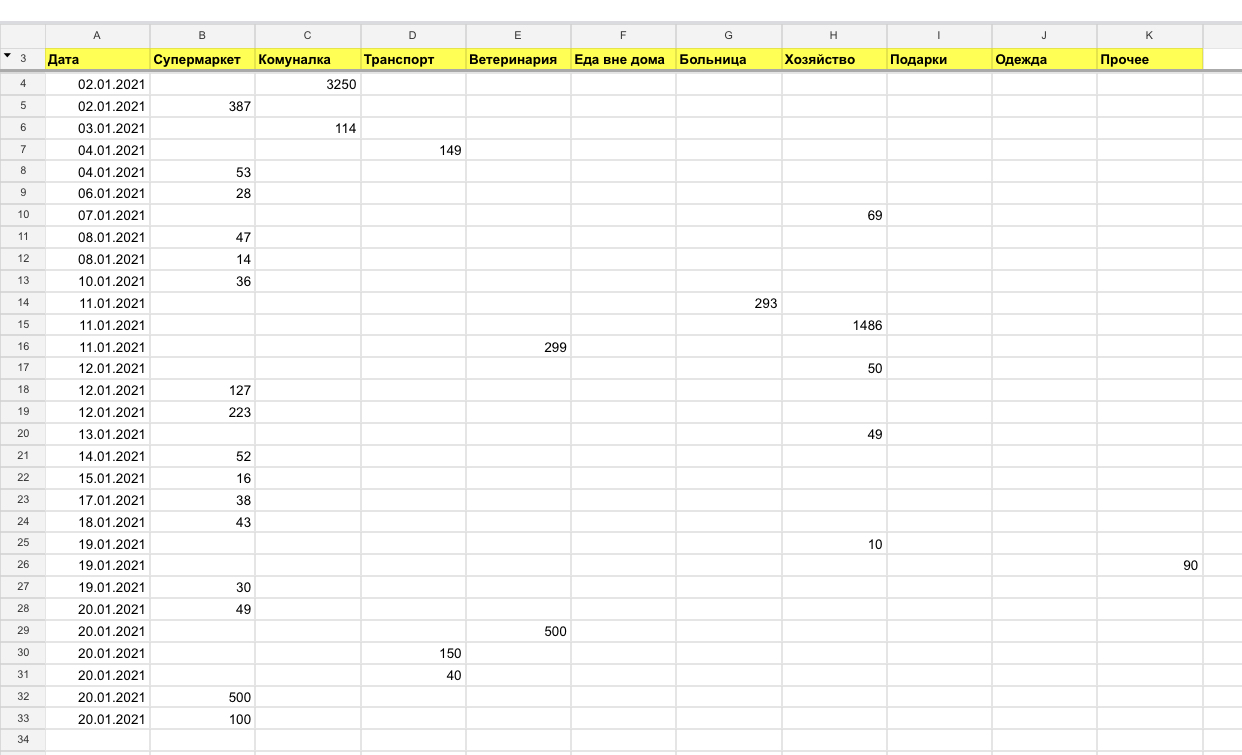 A B C D E F G H I J K
3 Дата Супермаркет Комуналка Транспорт Ветеринария Еда вне дома Больница Хозяйство Подарки Одежда Прочее
4 02.01.2021 3250
5 02.01.2021 387
6 03.01.2021 114
7 04.01.2021 149
8 04.01.2021 53
9 06.01.2021 28
10 07.01.2021 69
11 08.01.2021 47
12 08.01.2021 14
13 10.01.2021 36
14 11.01.2021 293
15 11.01.2021 1486
16 11.01.2021 299
17 12.01.2021 50
18 12.01.2021 127
19 12.01.2021 223
20 13.01.2021 49
21 14.01.2021 52
22 15.01.2021 16
23 17.01.2021 38
24 18.01.2021 43
25 19.01.2021 10
26 19.01.2021 90
27 19.01.2021 30
28 20.01.2021 49
29 20.01.2021 500
30 20.01.2021 150
31 20.01.2021 40
32 20.01.2021 500
33 20.01.2021 100
34